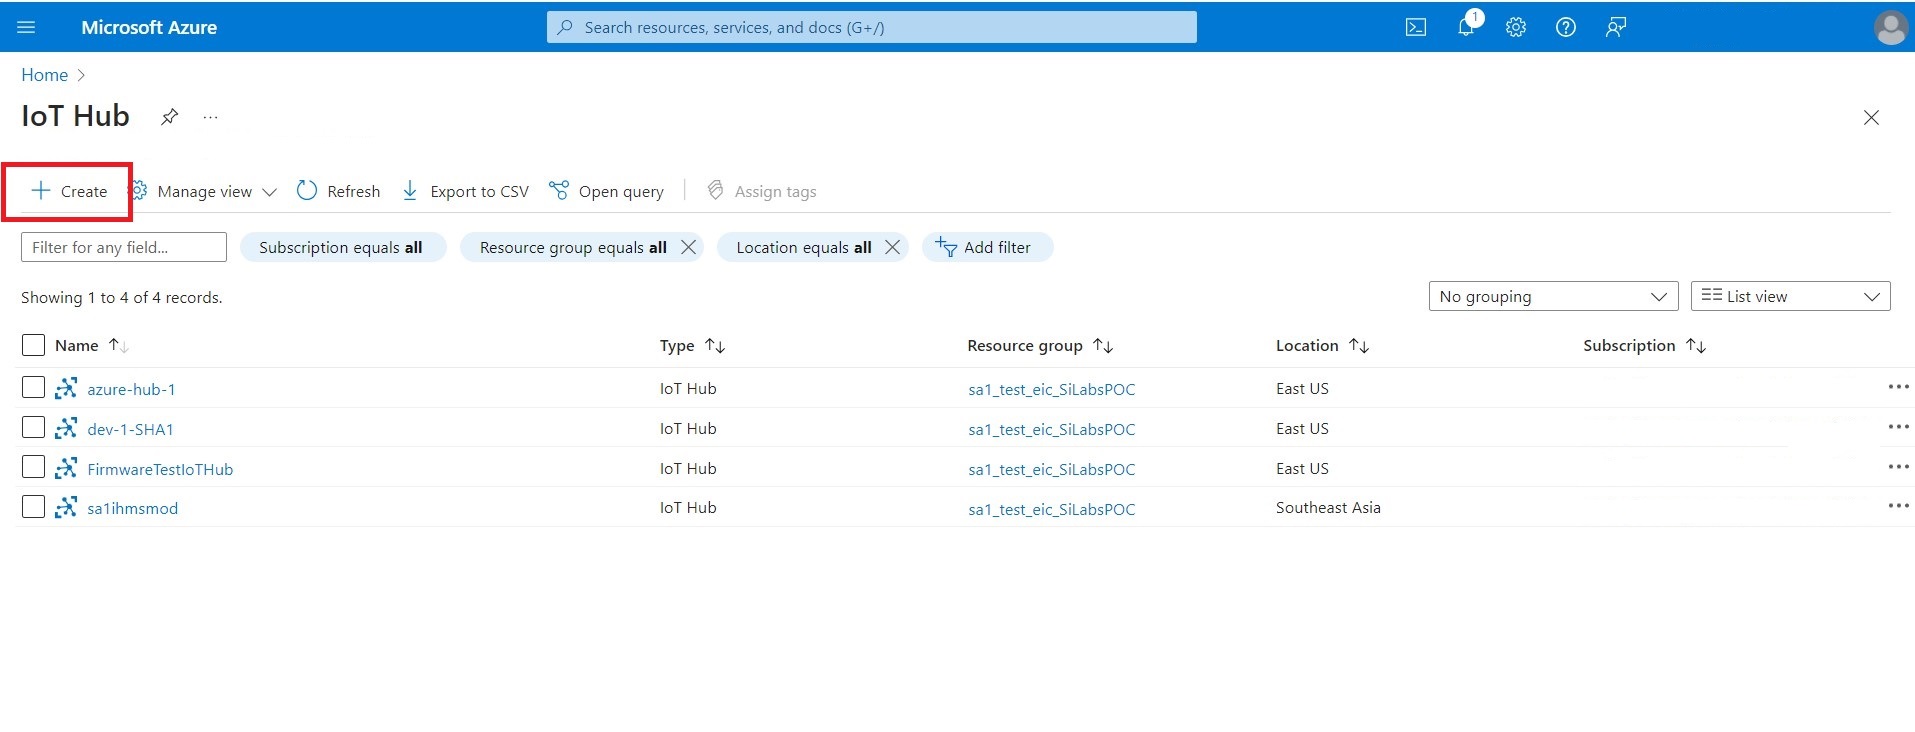 Microsoft Azure
Search resources, services, and docs (G+/)
1
Home
IoT Hub
...
Create
Manage view
Refresh
Export to CSV
Open query
Assign tags
Filter for any field...
Subscription equals all
Resource group equals all
Location equals all
Add filter
Showing 1 to 4 of 4 records.
No grouping
List view
Name Type Resource group Location Subscription
azure-hub-1 IoT Hub sa1_test_eic_SiLabsPOC East US
dev-1-SHA1 IoT Hub sa1_test_eic_SiLabsPOC East US
FirmwareTestIoTHub IoT Hub sa1_test_eic_SiLabsPOC East US
sa1ihmsmod IoT Hub sa1_test_eic_SiLabsPOC Southeast Asia